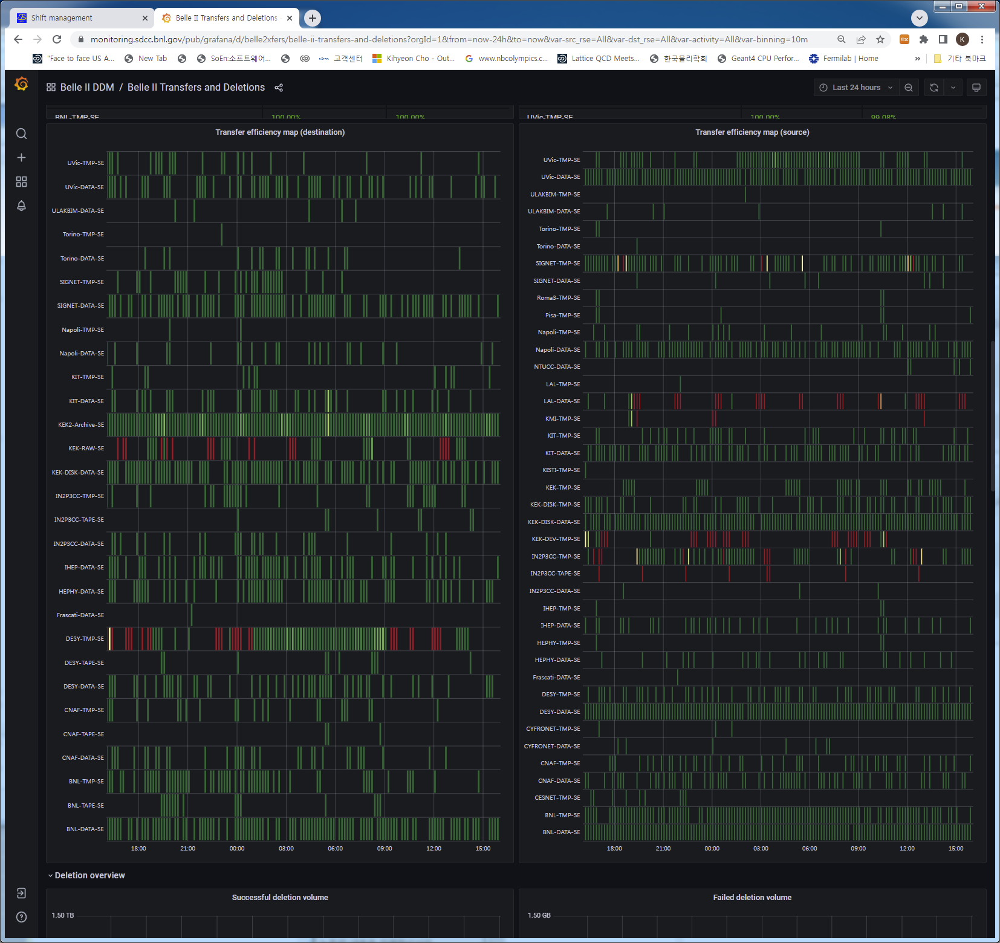 Shift management
Belle II Transfers and Deletions
monitoring.sdcc.bnl.gov/pub/grafana/d/belle2xfers/belle-ii-transfers-and-deletions?orgId=1&from=now-24h&to=now&var-src_rse=All&var-dst_rse=All&var-activity=All&var-binning=10m
EX
K
"Face to face US A... New Tab SoEn:소프트웨어... 고객센터 Kihyeon Cho - Out... www.nbcolympics.c... Lattice QCD Meets... 한국물리학회 Geant4 CPU Perfor... Fermilab | Home » 기타 북마크
Belle II DDM / Belle II Transfers and Deletions
Last 24 hours
BNL-TMP-SE 100.00% 100.00%
UVic-TMP-SE 100.00% 99.08%
Transfer efficiency map (destination)
UVic-TMP-SE
UVic-DATA-SE
ULAKBIM-DATA-SE
Torino-TMP-SE
Torino-DATA-SE
SIGNET-TMP-SE
SIGNET-DATA-SE
Napoli-TMP-SE
Napoli-DATA-SE
KIT-TMP-SE
KIT-DATA-SE
KEK2-Archive-SE
KEK-RAW-SE
KEK-DISK-DATA-SE
IN2P3CC-TMP-SE
IN2P3CC-TAPE-SE
IN2P3CC-DATA-SE
IHEP-DATA-SE
HEPHY-DATA-SE
Frascati-DATA-SE
DESY-TMP-SE
DESY-TAPE-SE
DESY-DATA-SE
CNAF-TMP-SE
CNAF-TAPE-SE
CNAF-DATA-SE
BNL-TMP-SE
BNL-TAPE-SE
BNL-DATA-SE
18:00 21:00 00:00 03:00 06:00 09:00 12:00 15:00
Transfer efficiency map (source)
UVic-TMP-SE
UVic-DATA-SE
ULAKBIM-TMP-SE
ULAKBIM-DATA-SE
Torino-TMP-SE
Torino-DATA-SE
SIGNET-TMP-SE
SIGNET-DATA-SE
Roma3-TMP-SE
Pisa-TMP-SE
Napoli-TMP-SE
Napoli-DATA-SE
NTUCC-DATA-SE
LAL-TMP-SE
LAL-DATA-SE
KMI-TMP-SE
KIT-TMP-SE
KIT-DATA-SE
KISTI-TMP-SE
KEK-TMP-SE
KEK-DISK-TMP-SE
KEK-DISK-DATA-SE
KEK-DEV-TMP-SE
IN2P3CC-TMP-SE
IN2P3CC-TAPE-SE
IN2P3CC-DATA-SE
IHEP-TMP-SE
IHEP-DATA-SE
HEPHY-TMP-SE
HEPHY-DATA-SE
Frascati-DATA-SE
DESY-TMP-SE
DESY-DATA-SE
CYFRONET-TMP-SE
CYFRONET-DATA-SE
CNAF-TMP-SE
CNAF-DATA-SE
CESNET-TMP-SE
BNL-TMP-SE
BNL-DATA-SE
18:00 21:00 00:00 03:00 06:00 09:00 12:00 15:00
Deletion overview
Successful deletion volume
1.50 TB
Failed deletion volume
1.50 GB